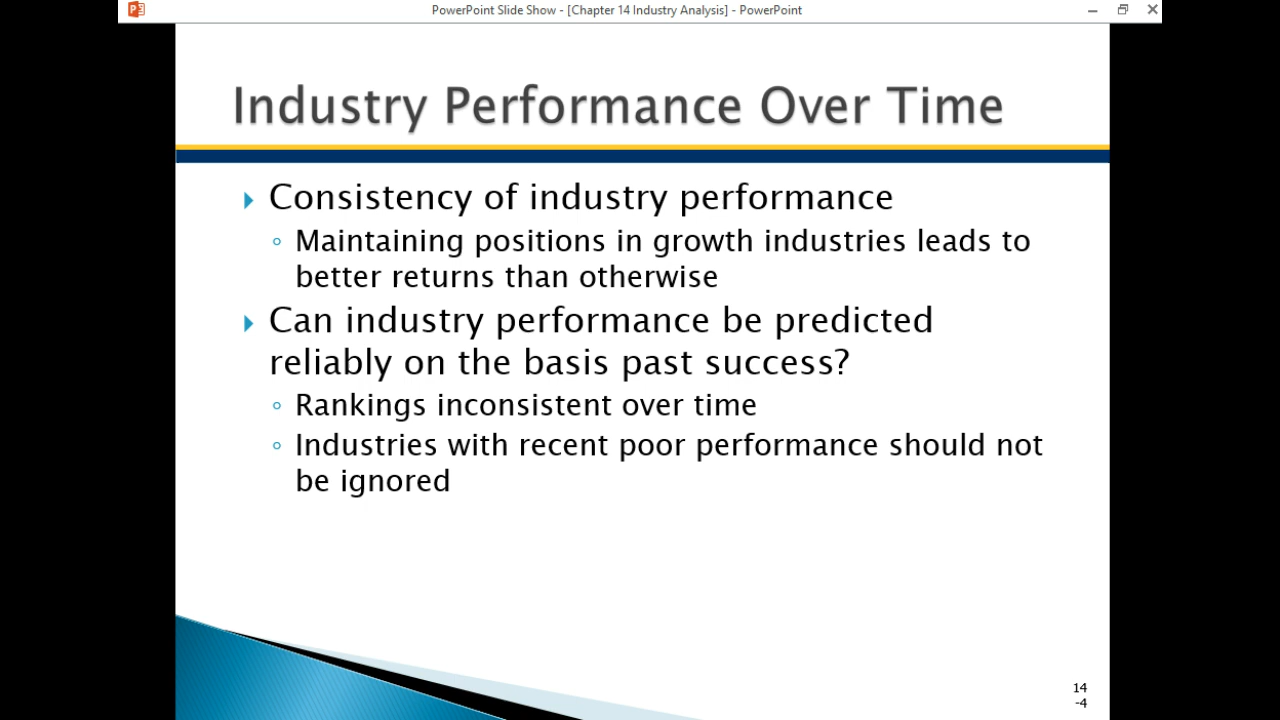 PowerPoint Slide Show - [Chapter 14 Industry Analysis] - PowerPoint
Industry Performance Over Time
Consistency of industry performance
Maintaining positions in growth industries leads to
better returns than otherwise
Can industry performance be predicted
reliably on the basis past success?
Rankings inconsistent over time
Industries with recent poor performance should not
be ignored
14
-4